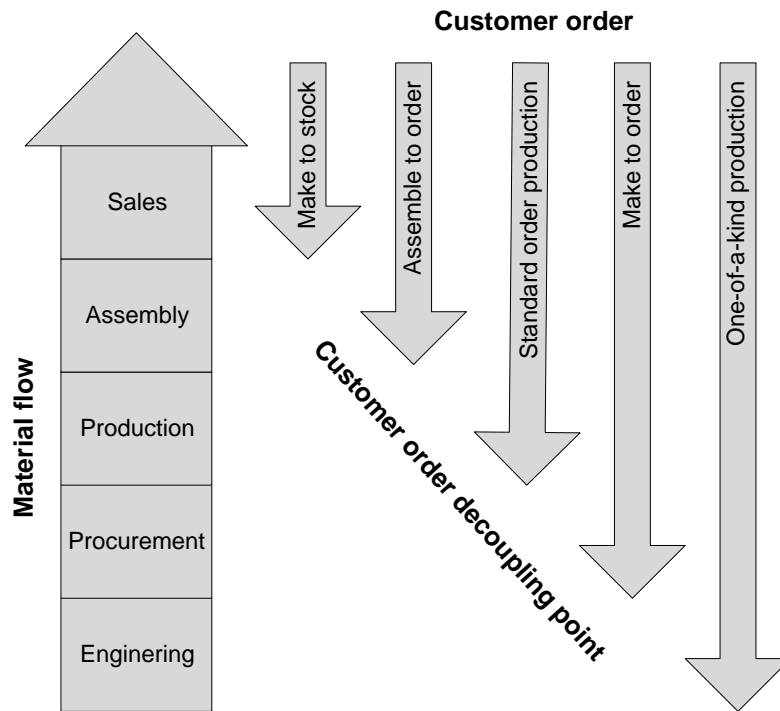 Customer order
Make to stock
Assemble to order
Standard order production
Make to order
One-of-a-kind production
Sales
Assembly
Production
Procurement
Enginering
Material flow
Customer order decoupling point